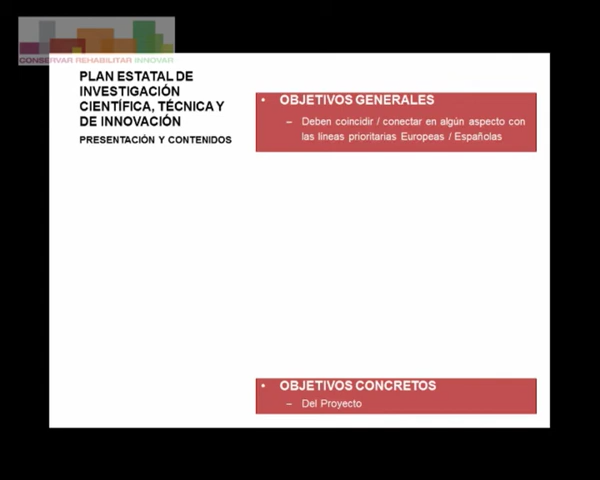 CONSERVAR REHABILITAR INNOVAR
PLAN ESTATAL DE
INVESTIGACIÓN
CIENTÍFICA, TÉCNICA Y
DE INNOVACIÓN
PRESENTACIÓN Y CONTENIDOS
• OBJETIVOS GENERALES
– Deben coincidir / conectar en algún aspecto con
las líneas prioritarias Europeas / Españolas
• OBJETIVOS CONCRETOS
– Del Proyecto